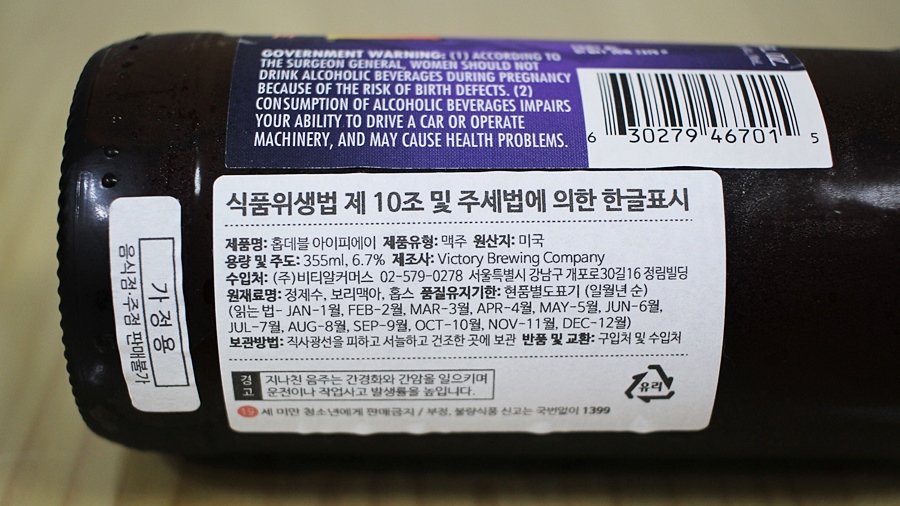 GOVERNMENT WARNING: (1) ACCORDING TO
THE SURGEON GENERAL, WOMEN SHOULD NOT
DRINK ALCOHOLIC BEVERAGES DURING PREGNANCY
BECAUSE OF THE RISK OF BIRTH DEFECTS. (2)
CONSUMPTION OF ALCOHOLIC BEVERAGES IMPAIRS
YOUR ABILITY TO DRIVE A CAR OR OPERATE
MACHINERY, AND MAY CAUSE HEALTH PROBLEMS.
6 30279 46701 5
식품위생법 제 10조 및 주세법에 의한 한글표시
제품명: 홉데블 아이피에이 제품유형: 맥주 원산지: 미국
용량 및 주도: 355ml, 6.7% 제조사: Victory Brewing Company
수입처: (주)비티알커머스 02-579-0278 서울특별시 강남구 개포로30길16 정림빌딩
원재료명: 정제수, 보리맥아, 홉스 품질유지기한: 현품별도표기 (일월년 순)
(읽는 법- JAN-1월, FEB-2월, MAR-3월, APR-4월, MAY-5월, JUN-6월,
JUL-7월, AUG-8월, SEP-9월, OCT-10월, NOV-11월, DEC-12월)
보관방법: 직사광선을 피하고 서늘하고 건조한 곳에 보관 반품 및 교환: 구입처 및 수입처
경고 지나친 음주는 간경화와 간암을 일으키며
운전이나 작업사고 발생률을 높입니다.
유리
19 세 미만 청소년에게 판매금지 / 부정, 불량식품 신고는 국번없이 1399
가정용
음식점·주점 판매불가